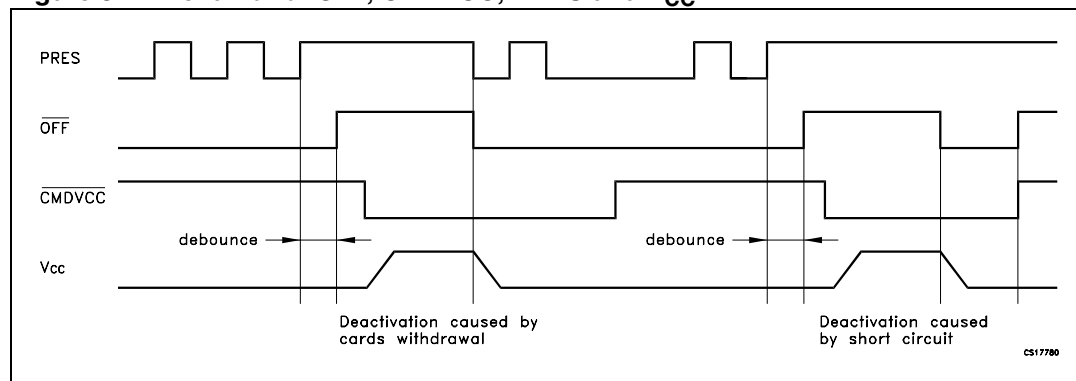 PRES
OFF
CMDVCC
debounce
debounce
Vcc
Deactivation caused by
cards withdrawal
Deactivation caused
by short circuit
CS17780